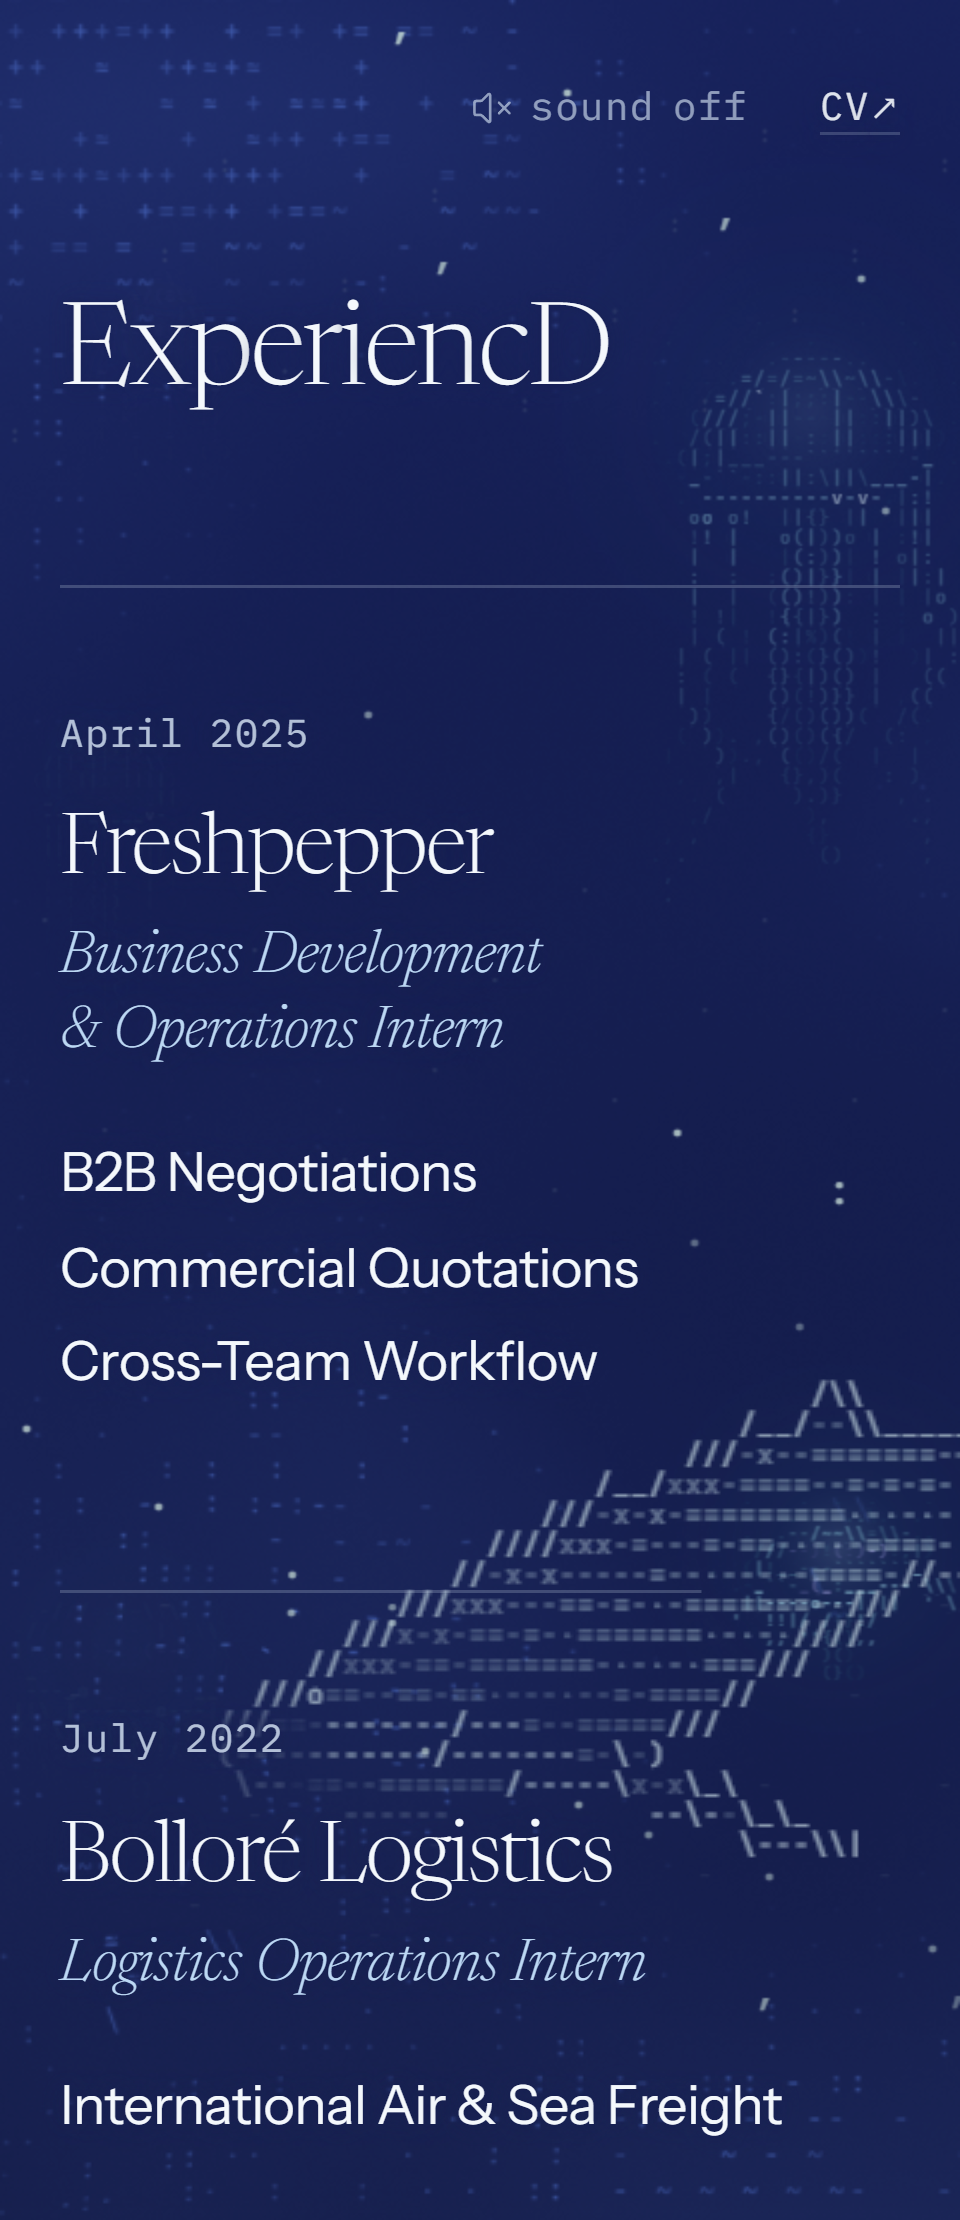 sound off
CV↗
ExperiencD
April 2025
Freshpepper
Business Development
& Operations Intern
B2B Negotiations
Commercial Quotations
Cross-Team Workflow
July 2022
Bolloré Logistics
Logistics Operations Intern
International Air & Sea Freight